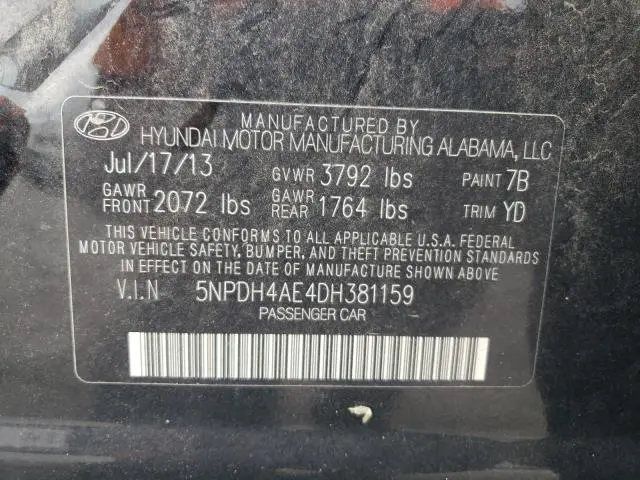 MANUFACTURED BY
HYUNDAI MOTOR MANUFACTURING ALABAMA, LLC
Jul/17/13 GVWR 3792 lbs PAINT 7B
GAWR FRONT 2072 lbs GAWR REAR 1764 lbs TRIM YD
THIS VEHICLE CONFORMS TO ALL APPLICABLE U.S.A. FEDERAL
MOTOR VEHICLE SAFETY, BUMPER, AND THEFT PREVENTION STANDARDS
IN EFFECT ON THE DATE OF MANUFACTURE SHOWN ABOVE
V.I.N 5NPDH4AE4DH381159
PASSENGER CAR